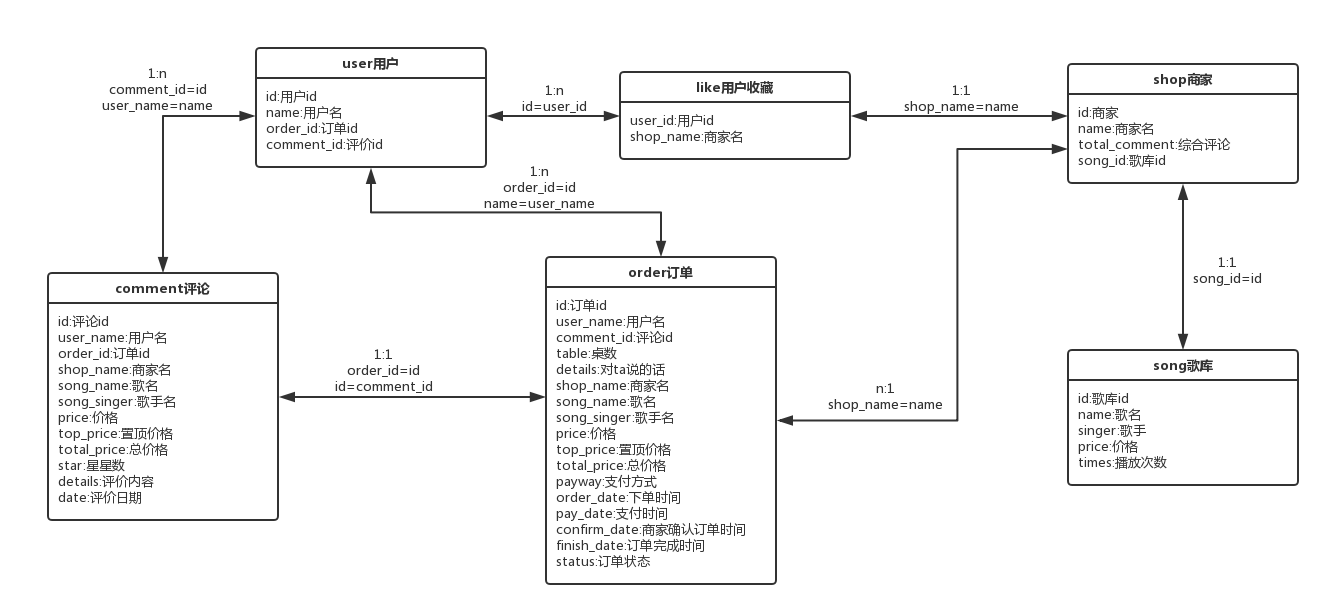 1:n
comment_id=id
user_name=name
user用户
id:用户id
name:用户名
order_id:订单id
comment_id:评价id
1:n
id=user_id
like用户收藏
user_id:用户id
shop_name:商家名
1:1
shop_name=name
shop商家
id:商家
name:商家名
total_comment:综合评论
song_id:歌库id
1:n
order_id=id
name=user_name
comment评论
id:评论id
user_name:用户名
order_id:订单id
shop_name:商家名
song_name:歌名
song_singer:歌手名
price:价格
top_price:置顶价格
total_price:总价格
star:星星数
details:评价内容
date:评价日期
1:1
order_id=id
id=comment_id
order订单
id:订单id
user_name:用户名
comment_id:评论id
table:桌数
details:对ta说的话
shop_name:商家名
song_name:歌名
song_singer:歌手名
price:价格
top_price:置顶价格
total_price:总价格
payway:支付方式
order_date:下单时间
pay_date:支付时间
confirm_date:商家确认订单时间
finish_date:订单完成时间
status:订单状态
n:1
shop_name=name
1:1
song_id=id
song歌库
id:歌库id
name:歌名
singer:歌手
price:价格
times:播放次数